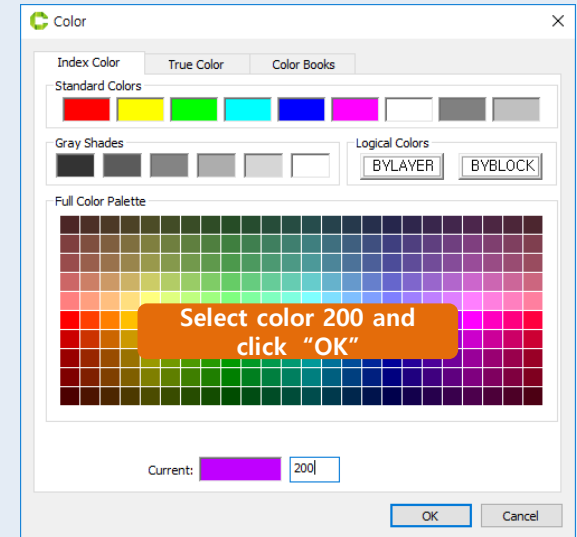 Color
Index Color True Color Color Books
Standard Colors
Gray Shades
Logical Colors
BYLAYER BYBLOCK
Full Color Palette
Select color 200 and
click “OK”
Current: 200
OK Cancel